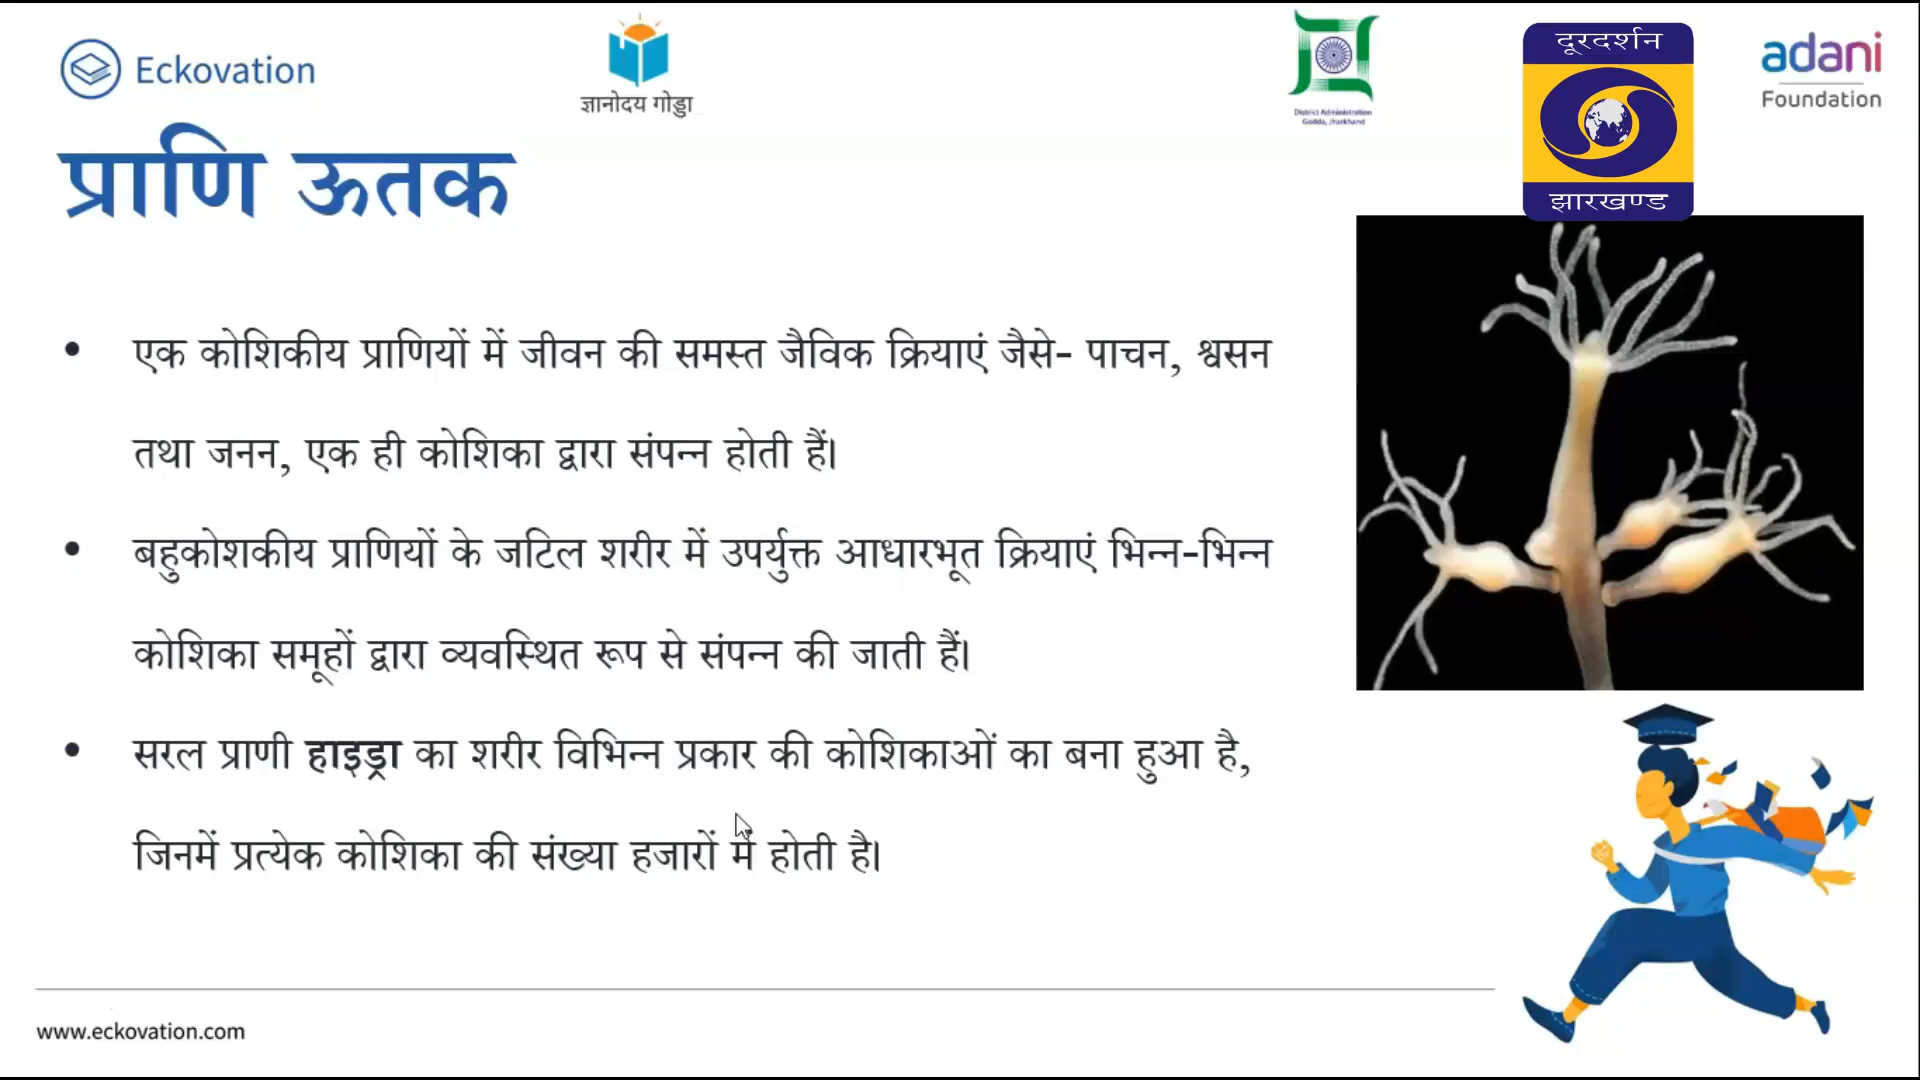 Eckovation
ज्ञानोदय गोड्डा
District Administration
Godda, Jharkhand
दूरदर्शन
झारखण्ड
adani
Foundation
प्राणि ऊतक
• एक कोशिकीय प्राणियों में जीवन की समस्त जैविक क्रियाएं जैसे- पाचन, श्वसन
तथा जनन, एक ही कोशिका द्वारा संपन्न होती हैं।
• बहुकोशकीय प्राणियों के जटिल शरीर में उपर्युक्त आधारभूत क्रियाएं भिन्न-भिन्न
कोशिका समूहों द्वारा व्यवस्थित रूप से संपन्न की जाती हैं।
• सरल प्राणी हाइड्रा का शरीर विभिन्न प्रकार की कोशिकाओं का बना हुआ है,
जिनमें प्रत्येक कोशिका की संख्या हजारों में होती है।
www.eckovation.com